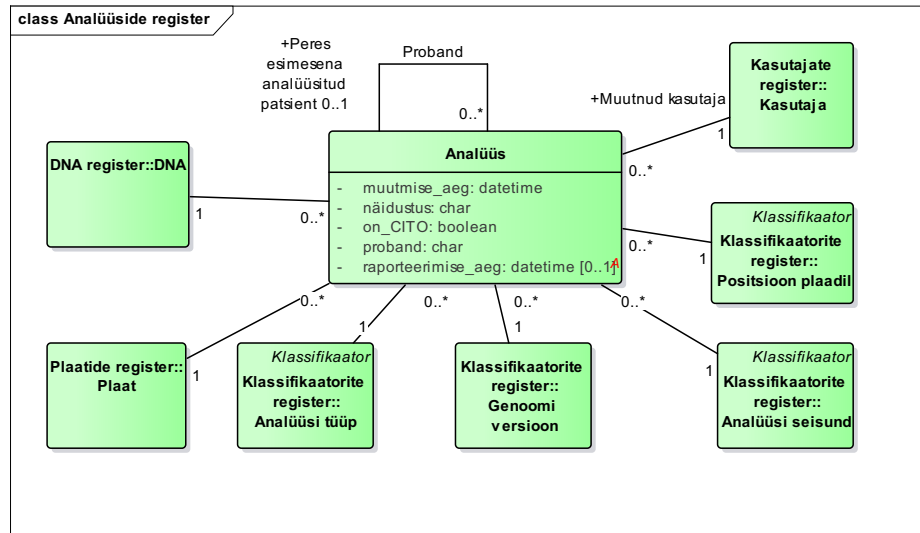 class Analüüside register
+Peres
esimesena
analüüsitud
patsient 0..1
Proband
0..*
Kasutajate
register::
Kasutaja
+Muutnud kasutaja
1
0..*
DNA register::DNA
1
0..*
Analüüs
- muutmise_aeg: datetime
- näidustus: char
- on_CITO: boolean
- proband: char
- raporteerimise_aeg: datetime [0..1]
A
Klassifikaator
Klassifikaatorite
register::
Positsioon plaadil
0..*
1
0..*
0..*
0..*
0..*
1
1
1
1
Plaatide register::
Plaat
Klassifikaator
Klassifikaatorite
register::
Analüüsi tüüp
Klassifikaatorite
register::
Genoomi
versioon
Klassifikaator
Klassifikaatorite
register::
Analüüsi seisund